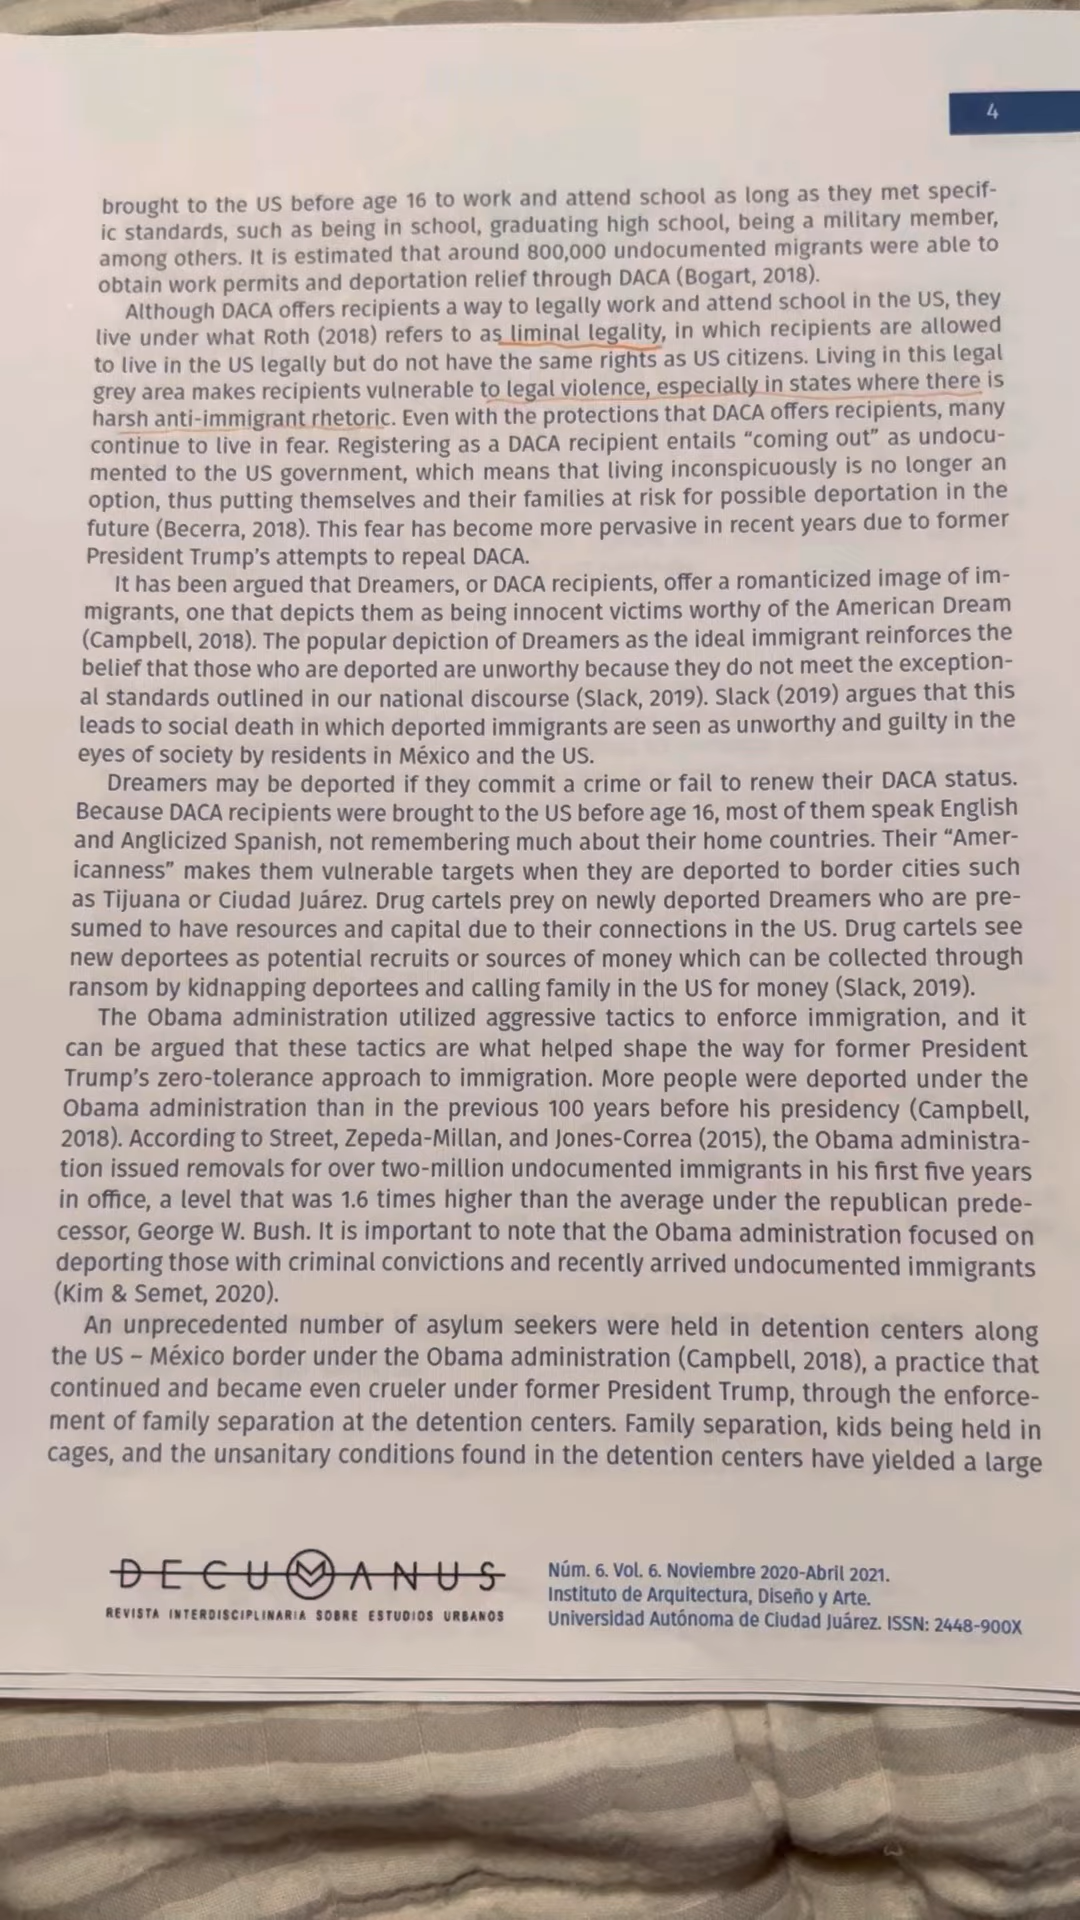 4
brought to the US before age 16 to work and attend school as long as they met specif-
ic standards, such as being in school, graduating high school, being a military member,
among others. It is estimated that around 800,000 undocumented migrants were able to
obtain work permits and deportation relief through DACA (Bogart, 2018).
Although DACA offers recipients a way to legally work and attend school in the US, they
live under what Roth (2018) refers to as liminal legality, in which recipients are allowed
to live in the US legally but do not have the same rights as US citizens. Living in this legal
grey area makes recipients vulnerable to legal violence, especially in states where there is
harsh anti-immigrant rhetoric. Even with the protections that DACA offers recipients, many
continue to live in fear. Registering as a DACA recipient entails “coming out” as undocu-
mented to the US government, which means that living inconspicuously is no longer an
option, thus putting themselves and their families at risk for possible deportation in the
future (Becerra, 2018). This fear has become more pervasive in recent years due to former
President Trump’s attempts to repeal DACA.
It has been argued that Dreamers, or DACA recipients, offer a romanticized image of im-
migrants, one that depicts them as being innocent victims worthy of the American Dream
(Campbell, 2018). The popular depiction of Dreamers as the ideal immigrant reinforces the
belief that those who are deported are unworthy because they do not meet the exception-
al standards outlined in our national discourse (Slack, 2019). Slack (2019) argues that this
leads to social death in which deported immigrants are seen as unworthy and guilty in the
eyes of society by residents in México and the US.
Dreamers may be deported if they commit a crime or fail to renew their DACA status.
Because DACA recipients were brought to the US before age 16, most of them speak English
and Anglicized Spanish, not remembering much about their home countries. Their “Amer-
icanness” makes them vulnerable targets when they are deported to border cities such
as Tijuana or Ciudad Juárez. Drug cartels prey on newly deported Dreamers who are pre-
sumed to have resources and capital due to their connections in the US. Drug cartels see
new deportees as potential recruits or sources of money which can be collected through
ransom by kidnapping deportees and calling family in the US for money (Slack, 2019).
The Obama administration utilized aggressive tactics to enforce immigration, and it
can be argued that these tactics are what helped shape the way for former President
Trump’s zero-tolerance approach to immigration. More people were deported under the
Obama administration than in the previous 100 years before his presidency (Campbell,
2018). According to Street, Zepeda-Millan, and Jones-Correa (2015), the Obama administra-
tion issued removals for over two-million undocumented immigrants in his first five years
in office, a level that was 1.6 times higher than the average under the republican prede-
cessor, George W. Bush. It is important to note that the Obama administration focused on
deporting those with criminal convictions and recently arrived undocumented immigrants
(Kim & Semet, 2020).
An unprecedented number of asylum seekers were held in detention centers along
the US – México border under the Obama administration (Campbell, 2018), a practice that
continued and became even crueler under former President Trump, through the enforce-
ment of family separation at the detention centers. Family separation, kids being held in
cages, and the unsanitary conditions found in the detention centers have yielded a large
DECUMANUS
REVISTA INTERDISCIPLINARIA SOBRE ESTUDIOS URBANOS
Núm. 6. Vol. 6. Noviembre 2020-Abril 2021.
Instituto de Arquitectura, Diseño y Arte.
Universidad Autónoma de Ciudad Juárez. ISSN: 2448-900X